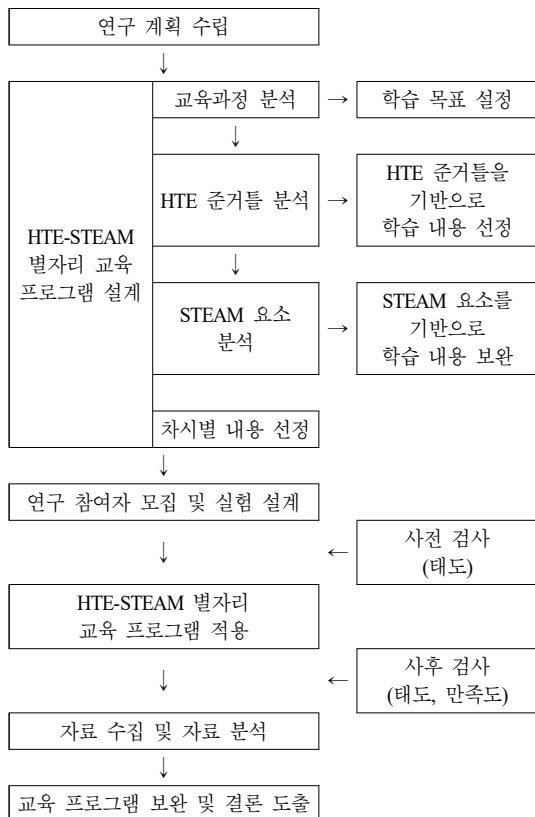 연구 계획 수립
↓
교육과정 분석 → 학습 목표 설정
↓
HTE-STEAM
별자리 교육
프로그램 설계
HTE 준거틀 분석 →
HTE 준거틀을
기반으로
학습 내용 선정
↓
STEAM 요소
분석
→
STEAM 요소를
기반으로
학습 내용 보완
차시별 내용 선정
↓
연구 참여자 모집 및 실험 설계
↓
←
사전 검사
(태도)
HTE-STEAM 별자리
교육 프로그램 적용
↓
←
사후 검사
(태도, 만족도)
자료 수집 및 자료 분석
↓
교육 프로그램 보완 및 결론 도출